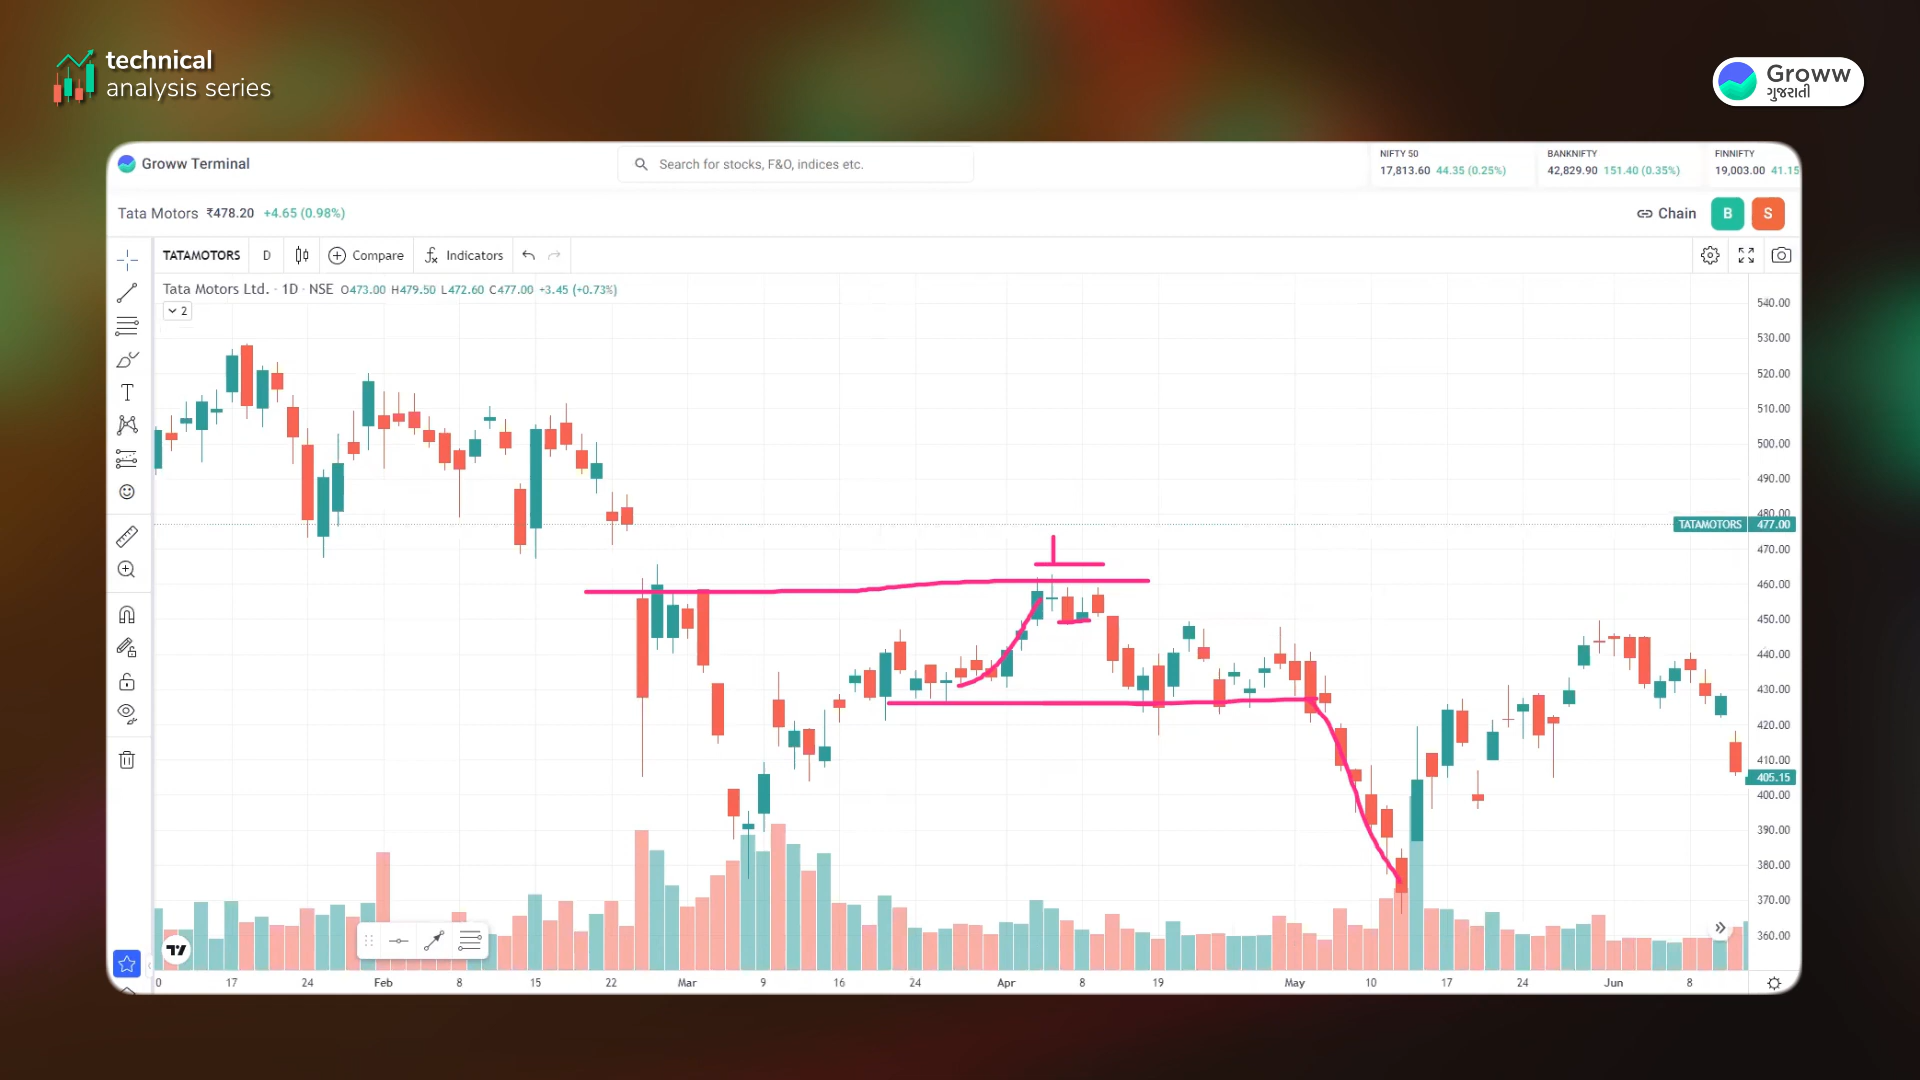 technical
analysis series
Groww
ગુજરાતી
Groww Terminal
Search for stocks, F&O, indices etc.
NIFTY 50
17,813.60 44.35 (0.25%)
BANKNIFTY
42,829.90 151.40 (0.35%)
FINNIFTY
19,003.00 41.15
Tata Motors ₹478.20 +4.65 (0.98%)
Chain
B
S
TATAMOTORS
D
Compare
Indicators
Tata Motors Ltd. · 1D · NSE O473.00 H479.50 L472.60 C477.00 +3.45 (+0.73%)
2
540.00
530.00
520.00
510.00
500.00
490.00
480.00
TATAMOTORS 477.00
470.00
460.00
450.00
440.00
430.00
420.00
410.00
405.15
400.00
390.00
380.00
370.00
360.00
0 17 24 Feb 8 15 22 Mar 9 16 24 Apr 8 19 May 10 17 24 Jun 8